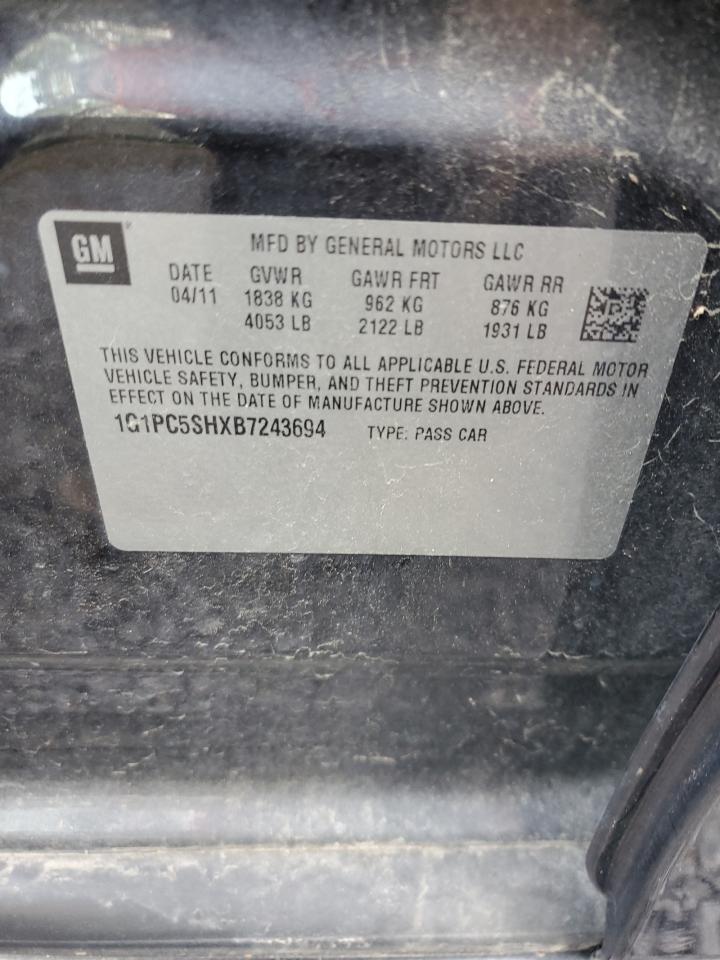 GM
MFD BY GENERAL MOTORS LLC
DATE GVWR GAWR FRT GAWR RR
04/11 1838 KG 962 KG 876 KG
4053 LB 2122 LB 1931 LB
THIS VEHICLE CONFORMS TO ALL APPLICABLE U.S. FEDERAL MOTOR
VEHICLE SAFETY, BUMPER, AND THEFT PREVENTION STANDARDS IN
EFFECT ON THE DATE OF MANUFACTURE SHOWN ABOVE.
1G1PC5SHXB7243694 TYPE: PASS CAR